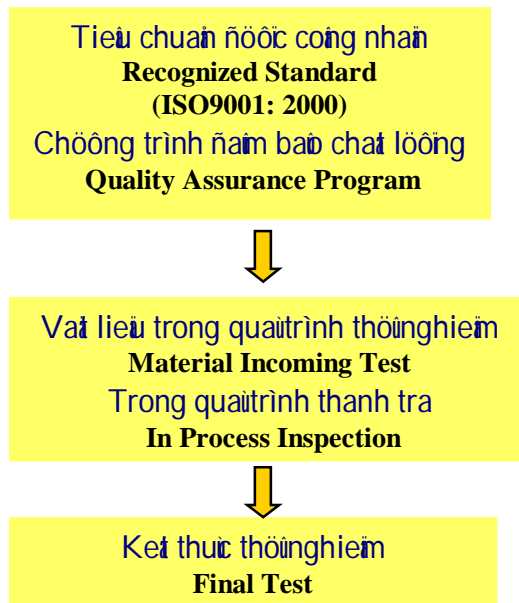 Tieâu chuaån ñöôïc coâng nhaän
Recognized Standard
(ISO9001: 2000)
Chöông trình ñaûm baûo chaát löôïng
Quality Assurance Program
Vaät lieäu trong quaù trình thöû nghieäm
Material Incoming Test
Trong quaù trình thanh tra
In Process Inspection
Keát thuùc thöû nghieäm
Final Test